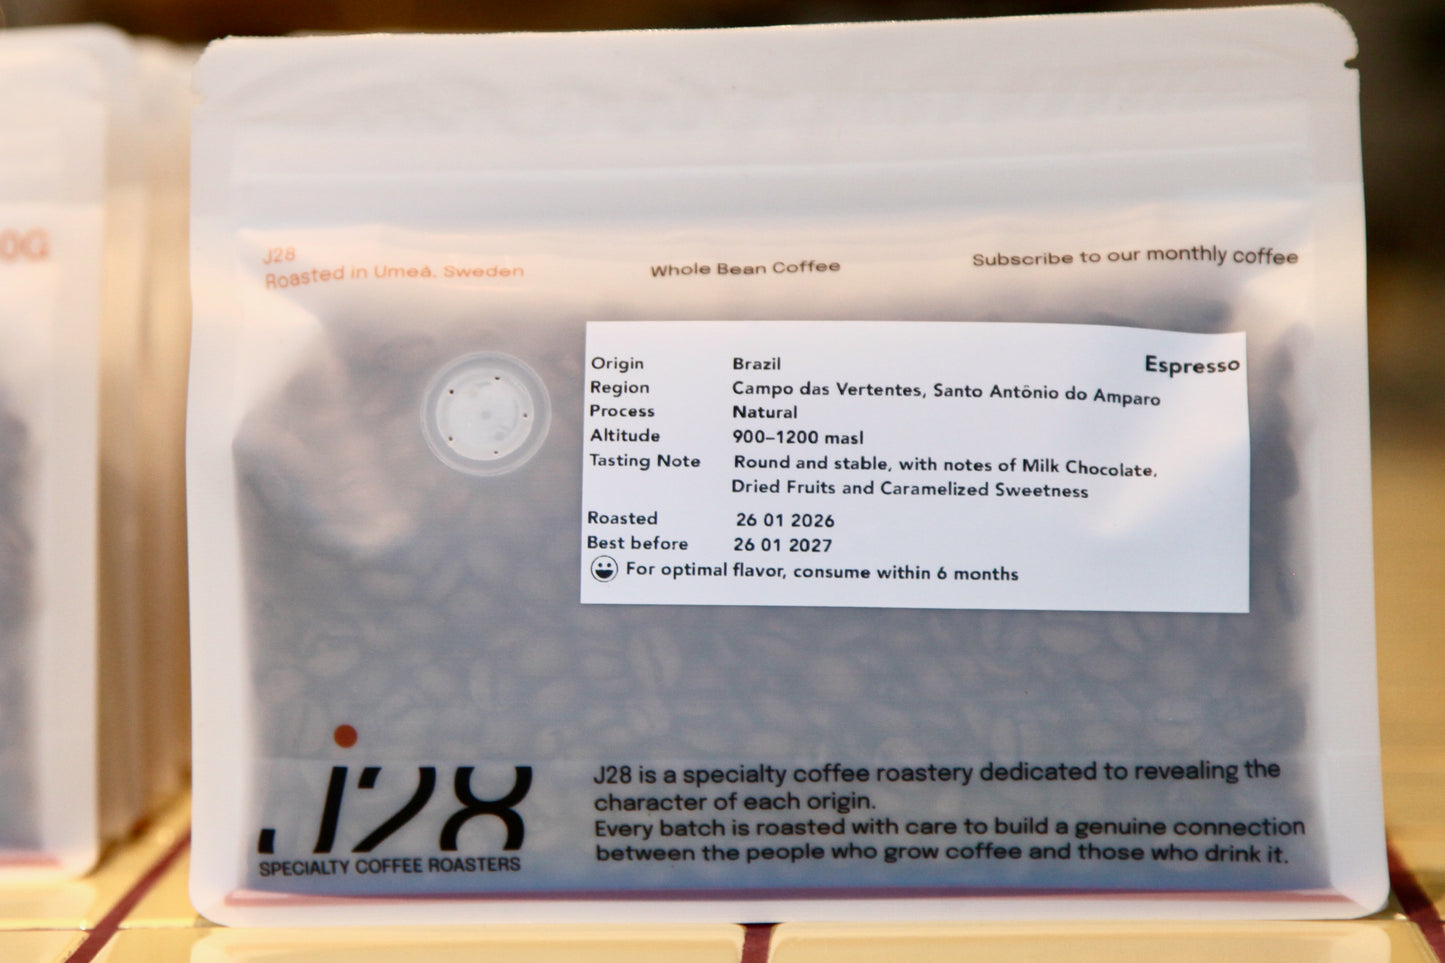 0G
J28
Roasted in Umeå, Sweden
Whole Bean Coffee
Subscribe to our monthly coffee
Espresso
Origin Brazil
Region Campo das Vertentes, Santo Antônio do Amparo
Process Natural
Altitude 900–1200 masl
Tasting Note Round and stable, with notes of Milk Chocolate,
Dried Fruits and Caramelized Sweetness
Roasted 26 01 2026
Best before 26 01 2027
For optimal flavor, consume within 6 months
J28
SPECIALTY COFFEE ROASTERS
J28 is a specialty coffee roastery dedicated to revealing the
character of each origin.
Every batch is roasted with care to build a genuine connection
between the people who grow coffee and those who drink it.